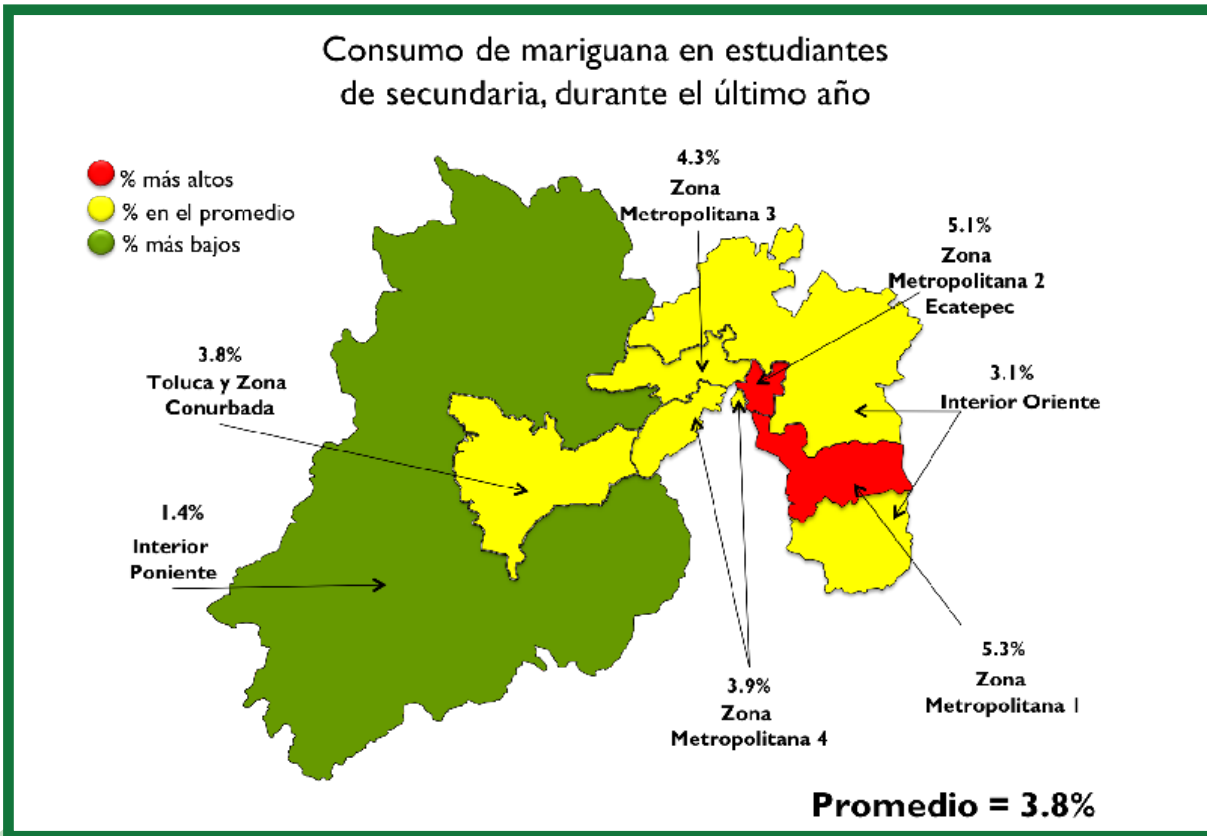 Consumo de mariguana en estudiantes
de secundaria, durante el último año
% más altos
% en el promedio
% más bajos
4.3%
Zona
Metropolitana 3
5.1%
Zona
Metropolitana 2
Ecatepec
3.8%
Toluca y Zona
Conurbada
3.1%
Interior Oriente
1.4%
Interior
Poniente
5.3%
Zona
Metropolitana 1
3.9%
Zona
Metropolitana 4
Promedio = 3.8%